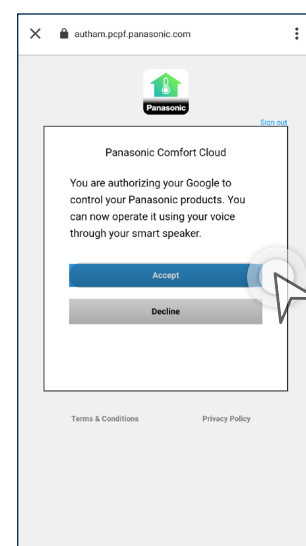 autham.pcpf.panasonic.com
Panasonic
Sign out
Panasonic Comfort Cloud
You are authorizing your Google to
control your Panasonic products. You
can now operate it using your voice
through your smart speaker.
Accept
Decline
Terms & Conditions Privacy Policy